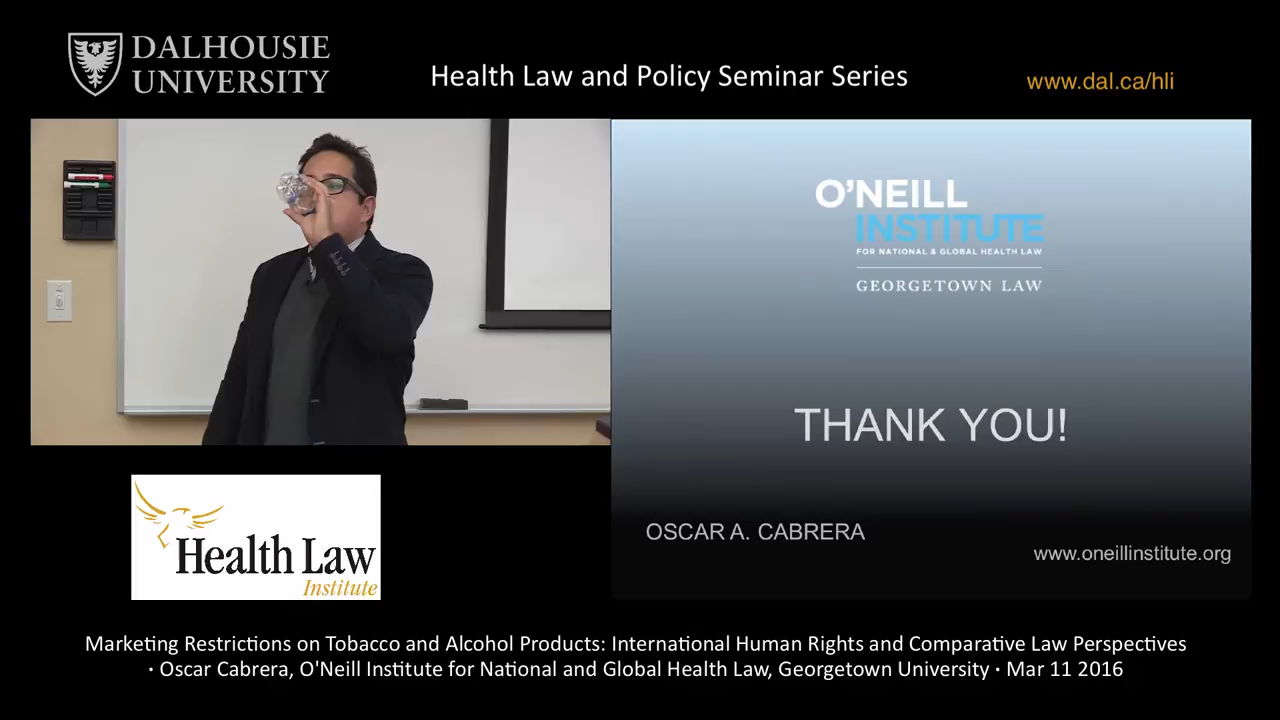 DALHOUSIE
UNIVERSITY
Health Law and Policy Seminar Series
www.dal.ca/hli
O'NEILL
INSTITUTE
FOR NATIONAL & GLOBAL HEALTH LAW
GEORGETOWN LAW
THANK YOU!
OSCAR A. CABRERA
www.oneillinstitute.org
Health Law
Institute
Marketing Restrictions on Tobacco and Alcohol Products: International Human Rights and Comparative Law Perspectives
· Oscar Cabrera, O'Neill Institute for National and Global Health Law, Georgetown University · Mar 11 2016